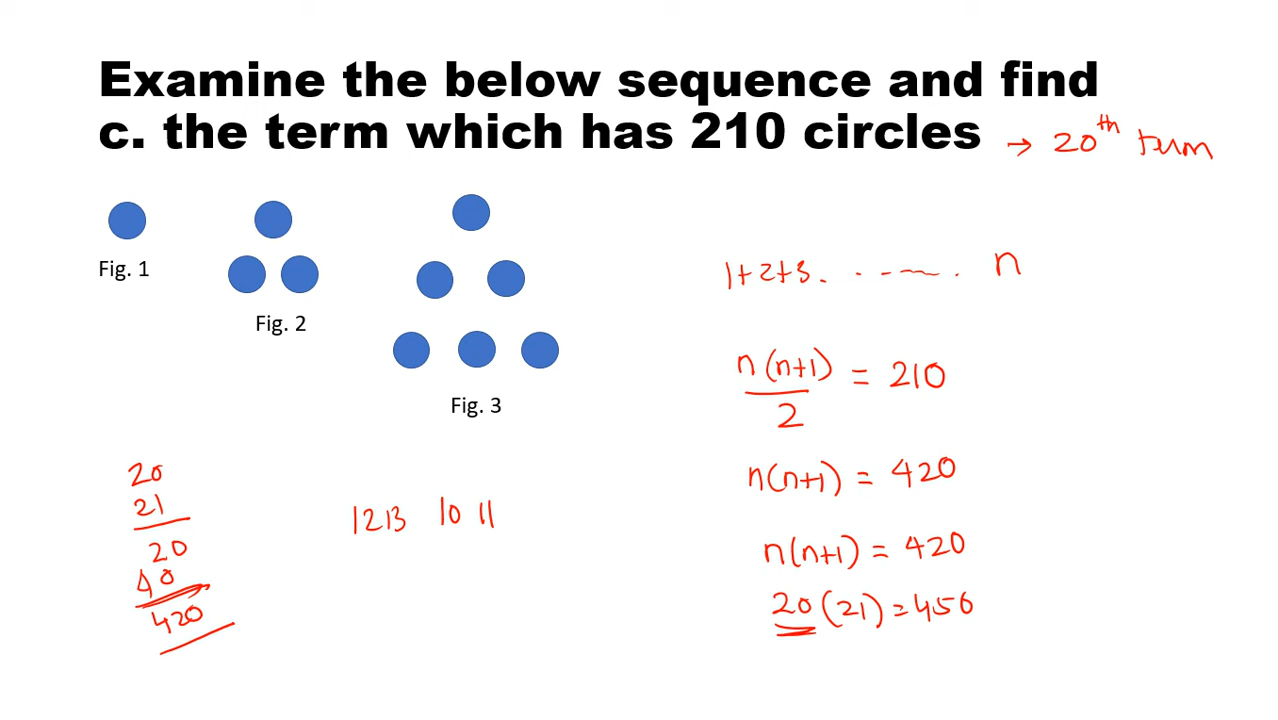 Examine the below sequence and find
c. the term which has 210 circles → 20th term
Fig. 1
Fig. 2
Fig. 3
1+2+3. . - ... . n
n(n+1)/2 = 210
n(n+1) = 420
n(n+1) = 420
20(21)=456
20
21
20
40
420
1213 10 11